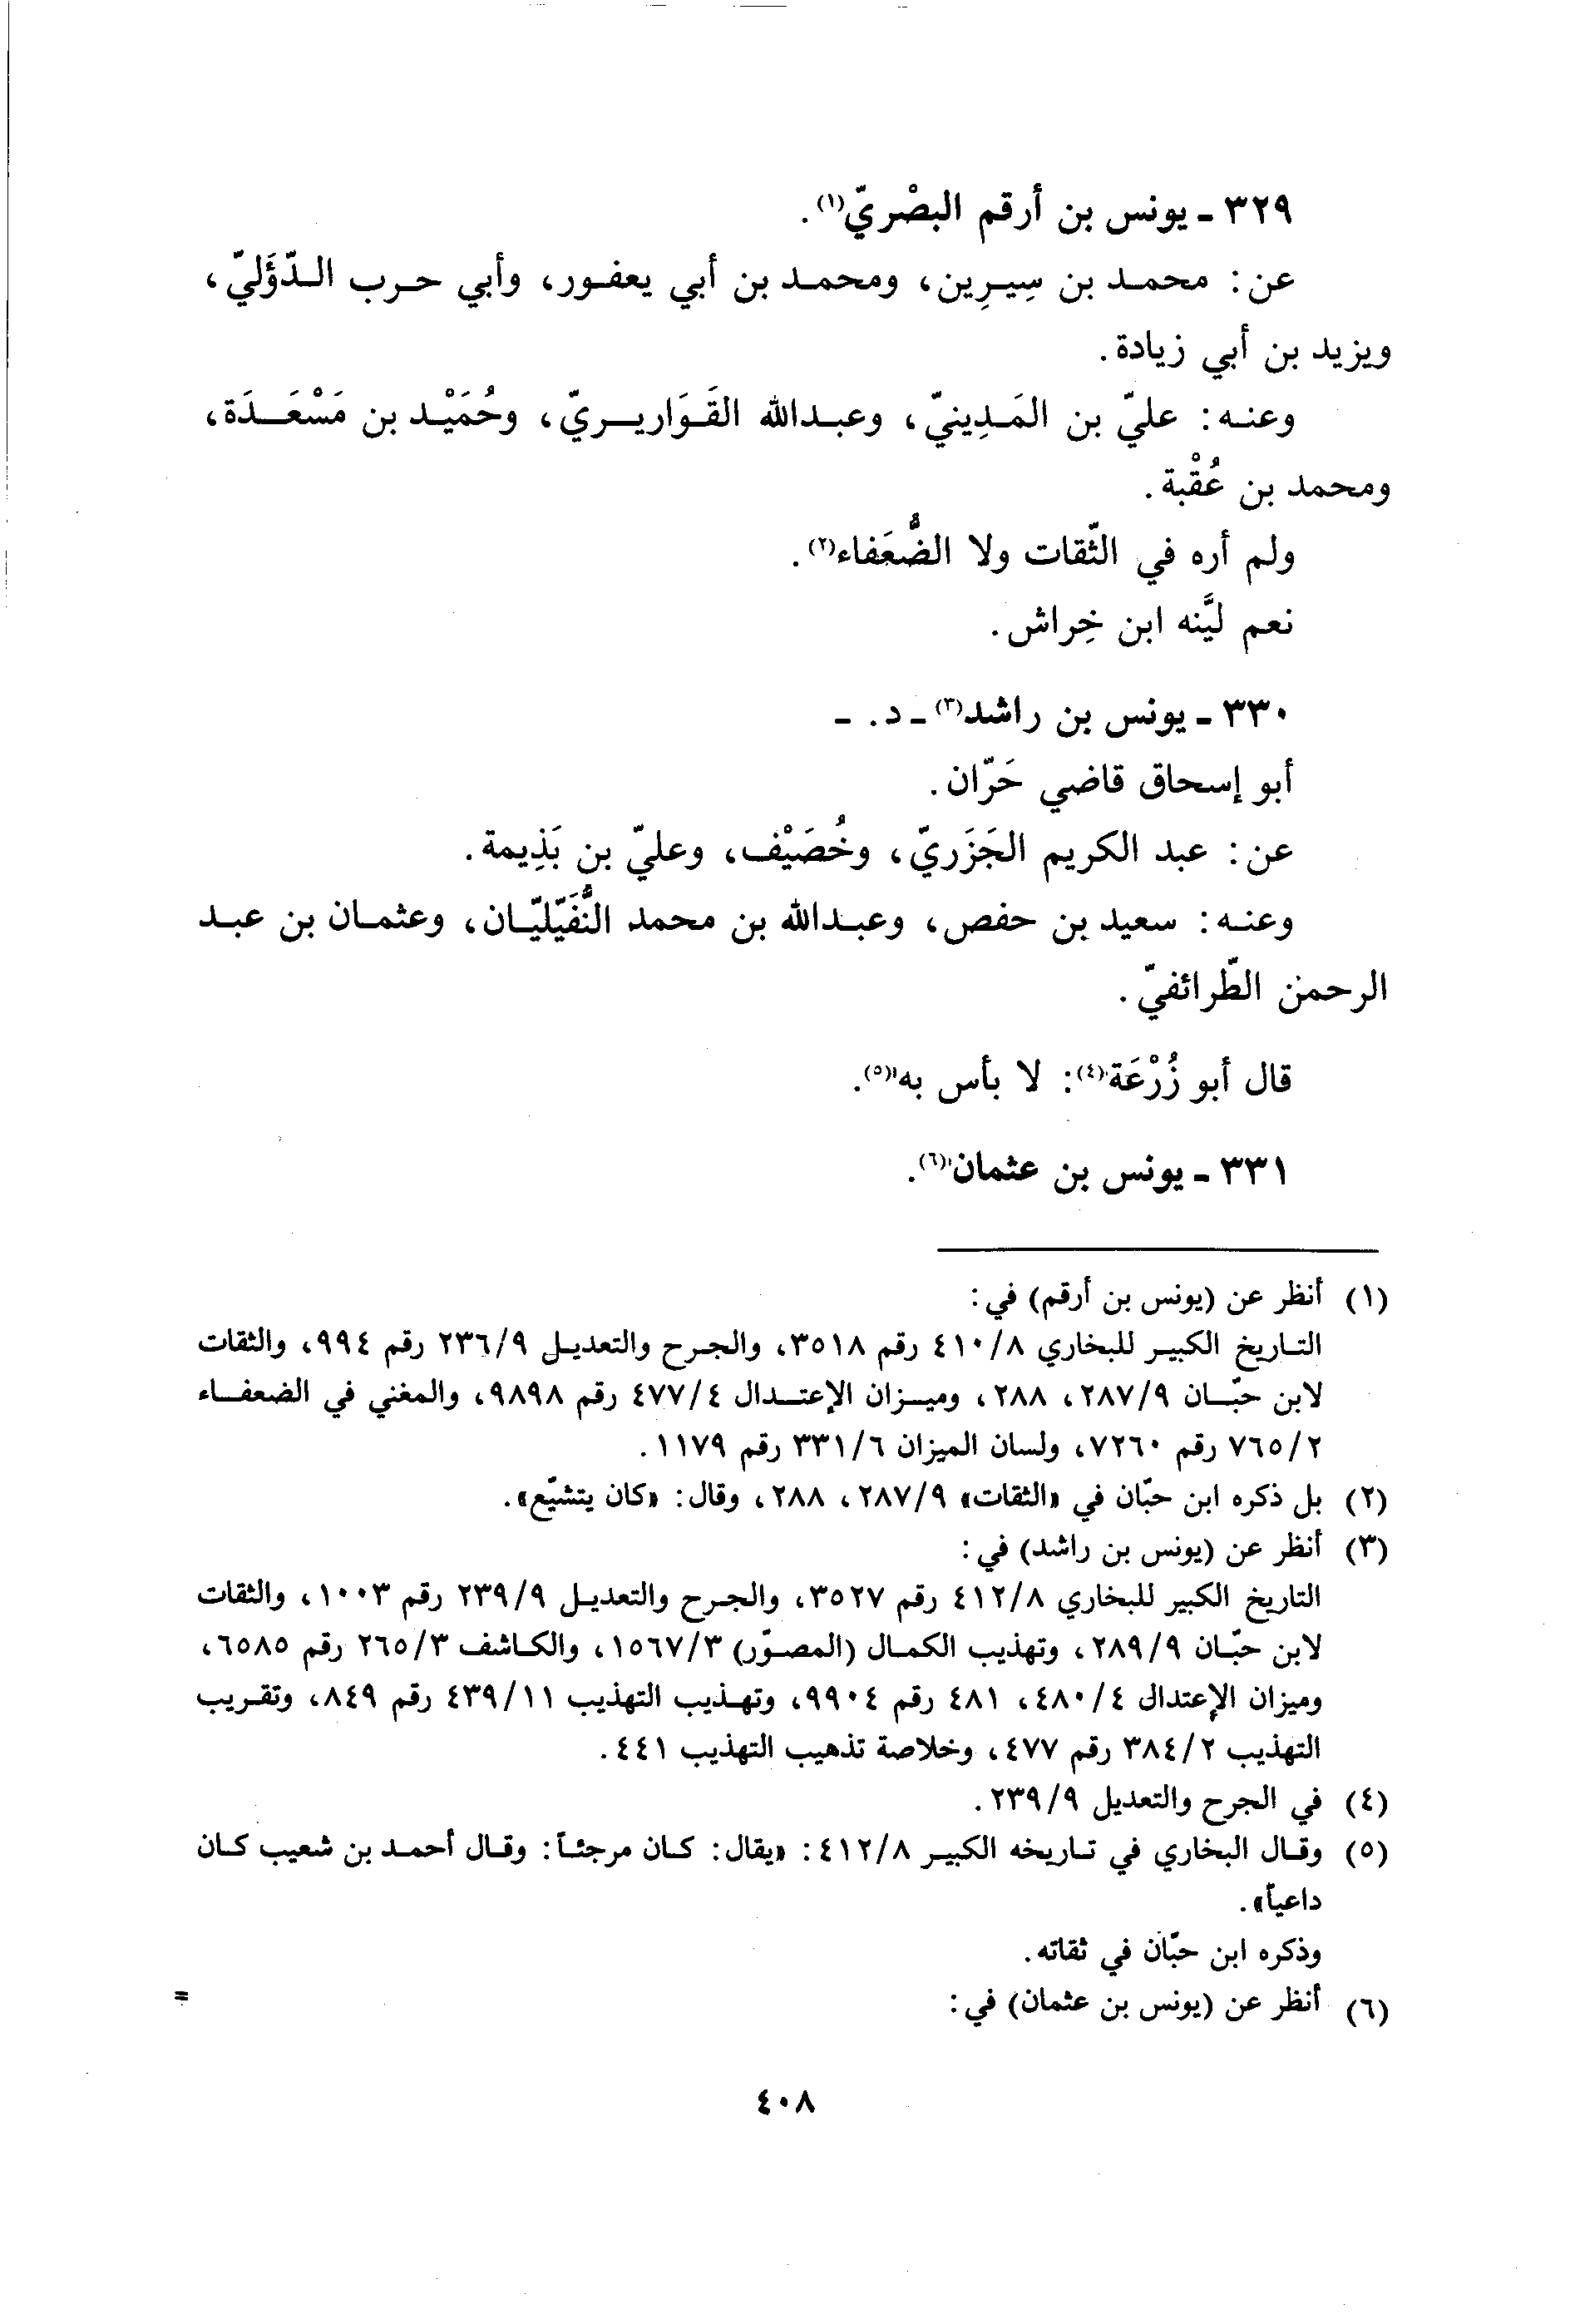 ٣٢٩ - يونس بن أرقم البصْريّ(١).
عن: محمد بن سِيرِين، ومحمد بن أبي يعفور، وأبي حرب الدّؤَليّ،
ويزيد بن أبي زيادة.
وعنه: عليّ بن المَدِينيّ، وعبدالله القَوَاريريّ، وحُمَيْد بن مَسْعَدَة،
ومحمد بن عُقْبة.
ولم أره في الثّقات ولا الضُّعَفاء(٢).
نعم ليَّنه ابن خِراش.
٣٣٠ - يونس بن راشد(٣) - د. -
أبو إسحاق قاضي حَرّان.
عن: عبد الكريم الجَزَريّ، وخُصَيْف، وعليّ بن بَذِيمة.
وعنه: سعيد بن حفص، وعبدالله بن محمد النُّفَيّليّان، وعثمان بن عبد
الرحمن الطّرائفيّ.
قال أبو زُرْعَة(٤): لا بأس به(٥).
٣٣١ - يونس بن عثمان(٦).
(١) أنظر عن (يونس بن أرقم) في:
التاريخ الكبير للبخاري ٤١٠/٨ رقم ٣٥١٨، والجرح والتعديل ٢٣٦/٩ رقم ٩٩٤، والثقات
لابن حبّان ٢٨٧/٩، ٢٨٨، وميزان الإعتدال ٤٧٧/٤ رقم ٩٨٩٨، والمغني في الضعفاء
٧٦٥/٢ رقم ٧٢٦٠، ولسان الميزان ٣٣١/٦ رقم ١١٧٩.
(٢) بل ذكره ابن حبّان في «الثقات» ٢٨٧/٩، ٢٨٨، وقال: «كان يتشيّع».
(٣) أنظر عن (يونس بن راشد) في:
التاريخ الكبير للبخاري ٤١٢/٨ رقم ٣٥٢٧، والجرح والتعديل ٢٣٩/٩ رقم ١٠٠٣، والثقات
لابن حبّان ٢٨٩/٩، وتهذيب الكمال (المصوّر) ١٥٦٧/٣، والكاشف ٢٦٥/٣ رقم ٦٥٨٥،
وميزان الإعتدال ٤٨٠/٤، ٤٨١ رقم ٩٩٠٤، وتهذيب التهذيب ٤٣٩/١١ رقم ٨٤٩، وتقريب
التهذيب ٣٨٤/٢ رقم ٤٧٧، وخلاصة تذهيب التهذيب ٤٤١.
(٤) في الجرح والتعديل ٢٣٩/٩.
(٥) وقال البخاري في تاريخه الكبير ٤١٢/٨: «يقال: كان مرجئاً: وقال أحمد بن شعيب كان
داعياً».
وذكره ابن حبّان في ثقاته.
(٦) أنظر عن (يونس بن عثمان) في: =
٤٠٨